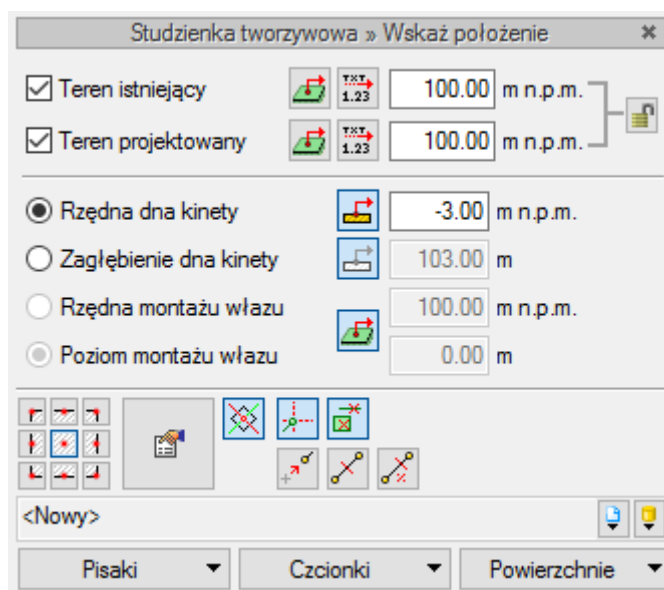 Studzienka tworzywowa » Wskaż położenie
Teren istniejący TXT 1.23 100.00 m n.p.m.
Teren projektowany TXT 1.23 100.00 m n.p.m.
Rzędna dna kinety -3.00 m n.p.m.
Zagłębienie dna kinety 103.00 m
Rzędna montażu włazu 100.00 m n.p.m.
Poziom montażu włazu 0.00 m
<Nowy>
Pisaki Czcionki Powierzchnie